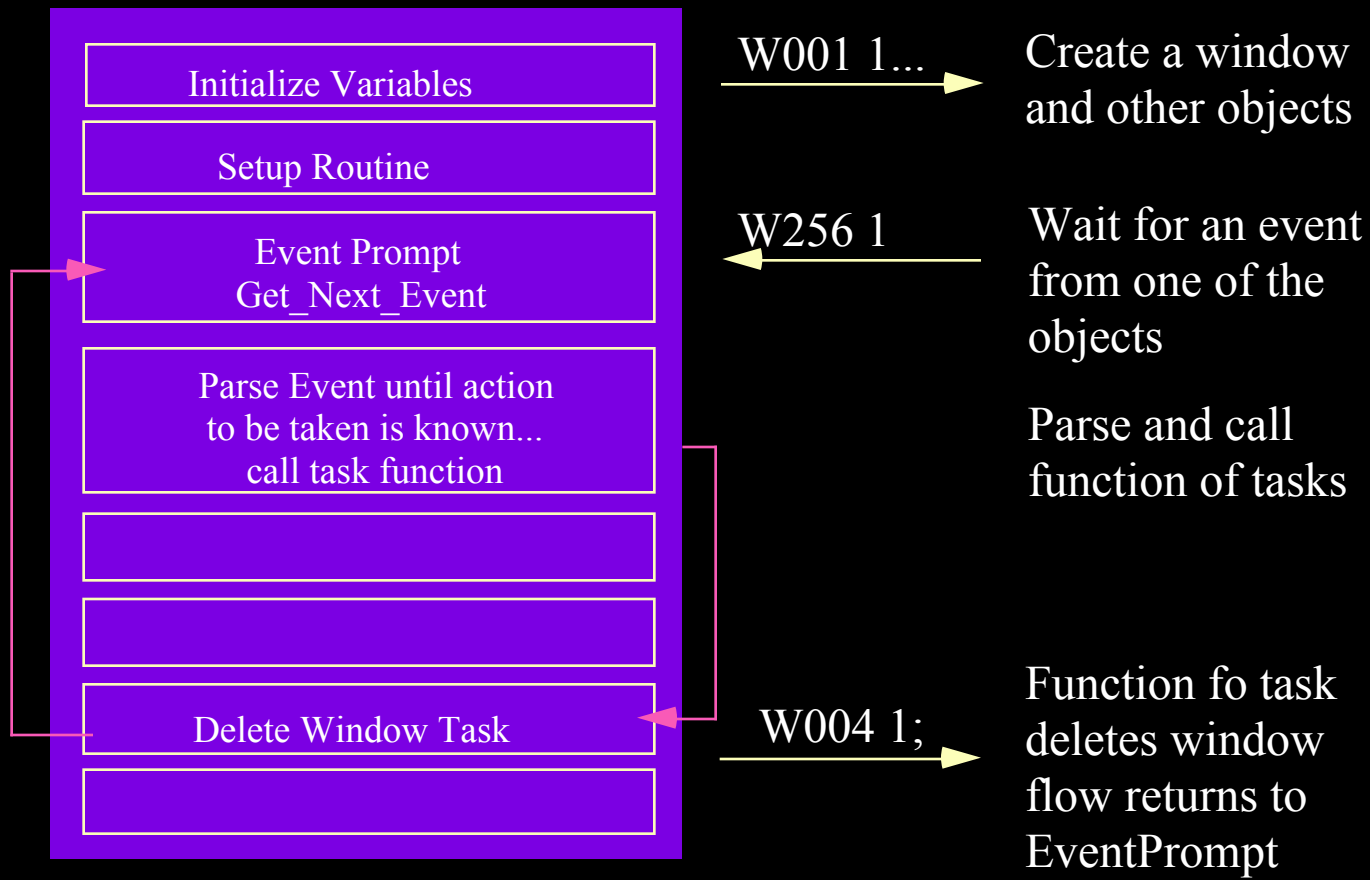 Initialize Variables
W001 1...
Create a window
and other objects
Setup Routine
Event Prompt
Get_Next_Event
W256 1
Wait for an event
from one of the
objects
Parse Event until action
to be taken is known...
call task function
Parse and call
function of tasks
Delete Window Task
W004 1;
Function fo task
deletes window
flow returns to
EventPrompt